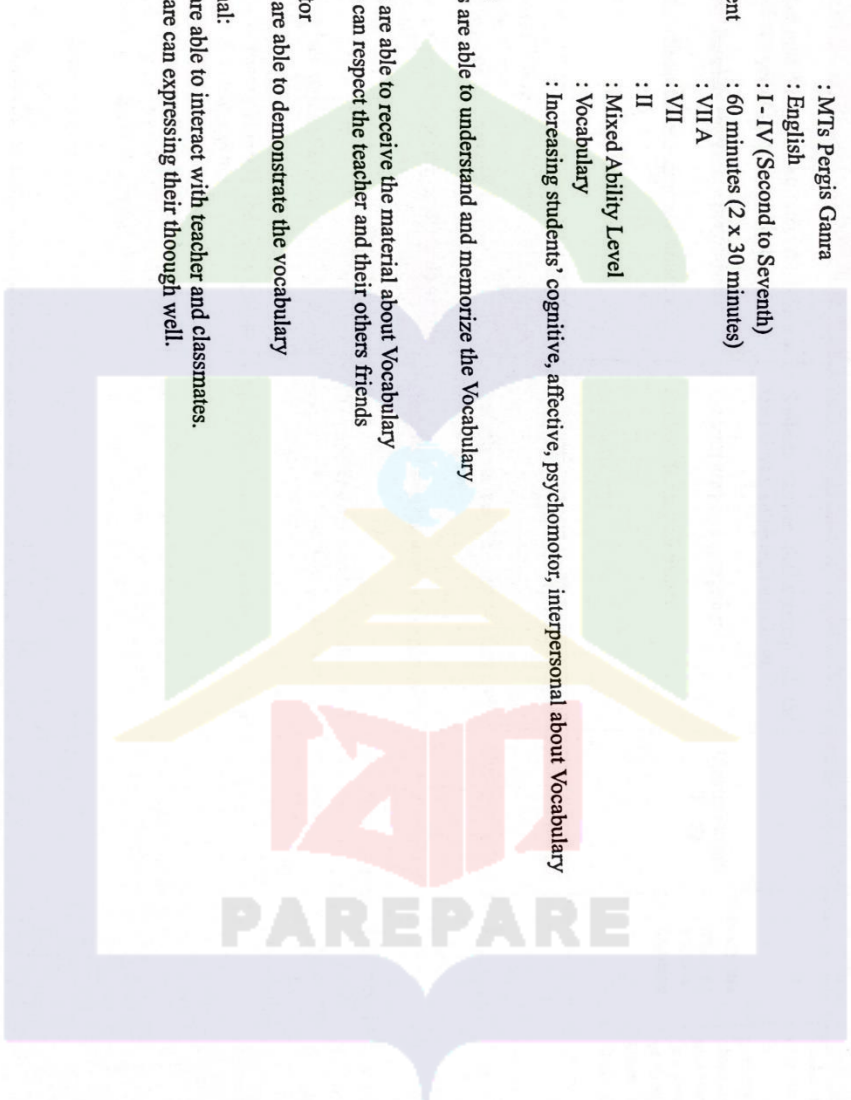 : MTs Pergis Ganra
: English
: I - IV (Second to Seventh)
: 60 minutes (2 x 30 minutes)
: VII A
: VII
: II
: Mixed Ability Level
: Vocabulary
: Increasing students' cognitive, affective, psychomotor, interpersonal about Vocabulary
are able to understand and memorize the Vocabulary
are able to receive the material about Vocabulary
can respect the teacher and their others friends
are able to demonstrate the vocabulary
are able to interact with teacher and classmates.
are can expressing their thoough well.
PAREPARE